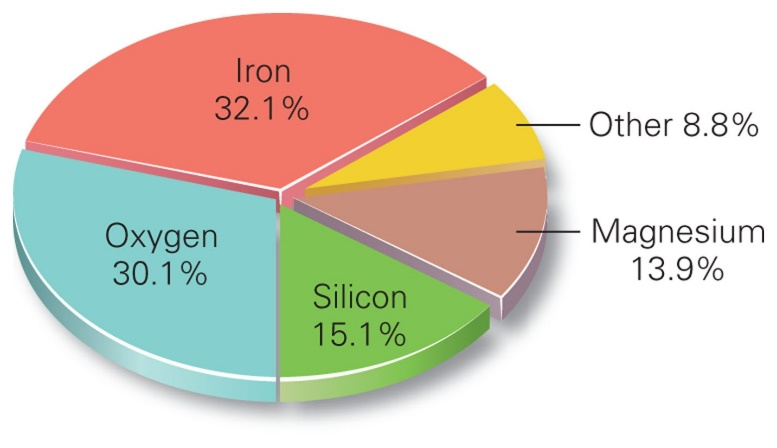 Iron
32.1%
Other 8.8%
Oxygen
30.1%
Magnesium
13.9%
Silicon
15.1%